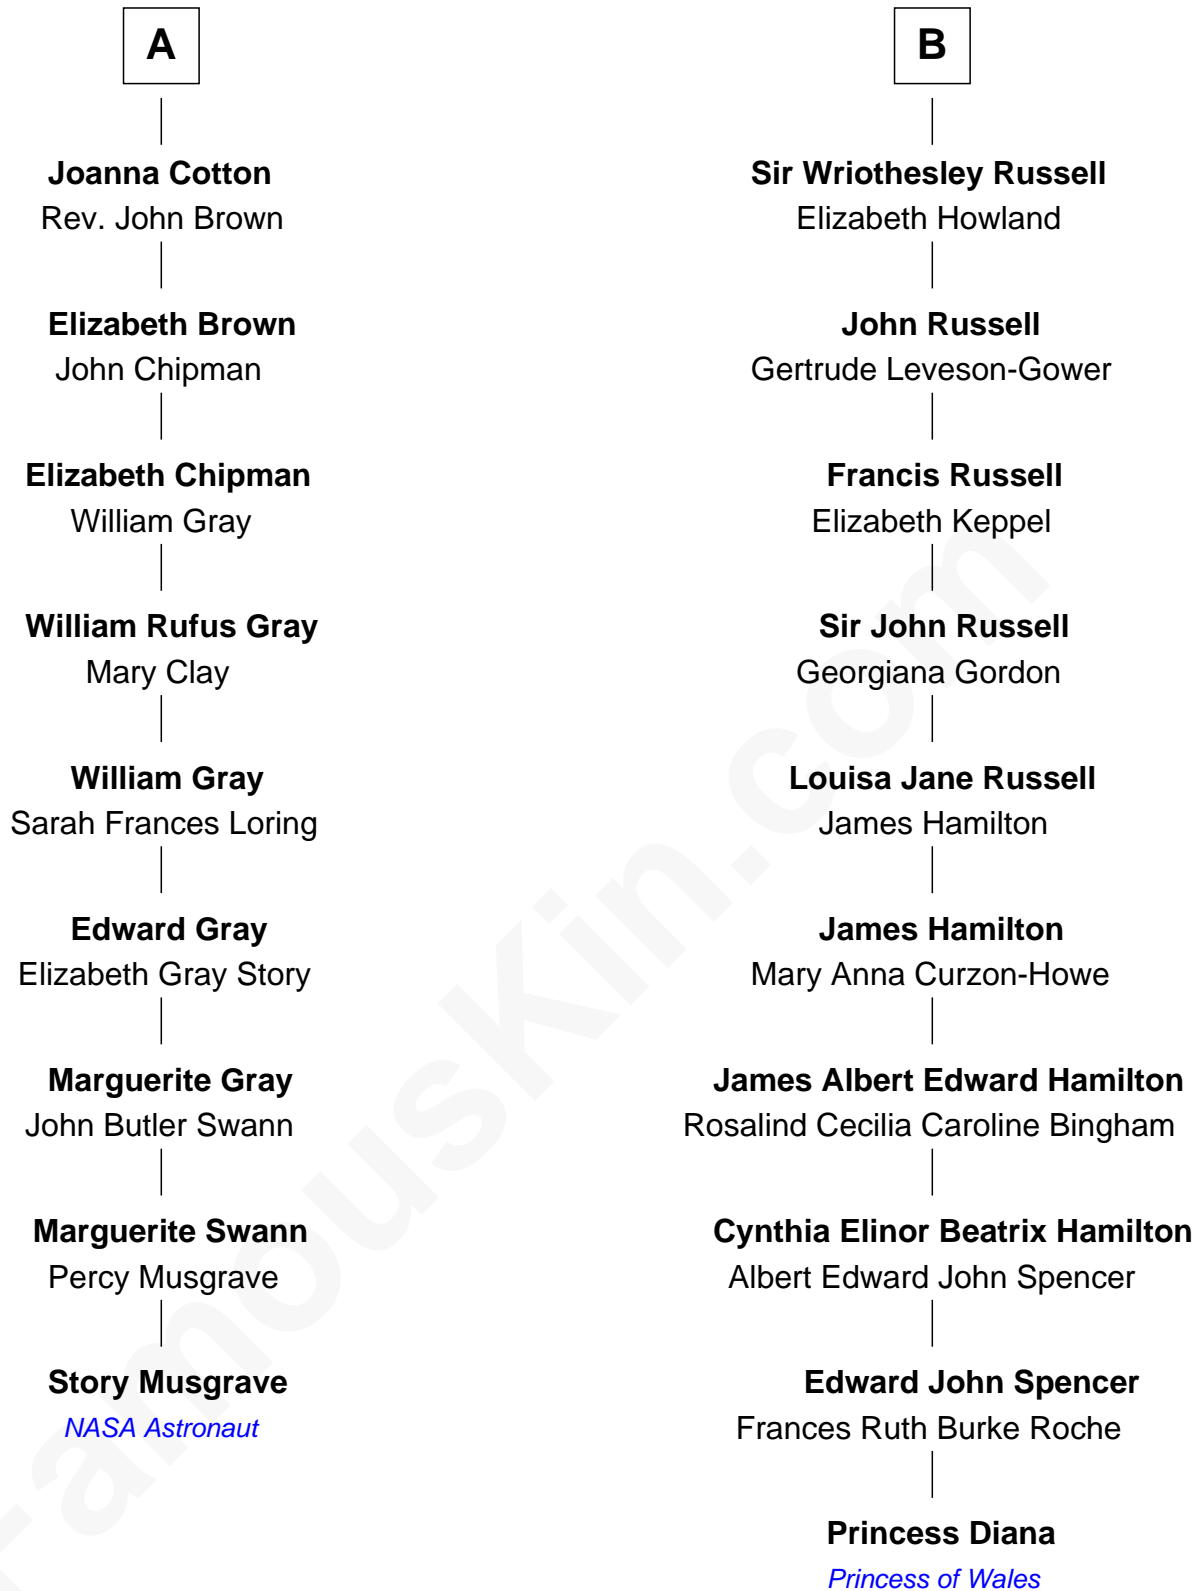 A
Joanna Cotton
Rev. John Brown
Elizabeth Brown
John Chipman
Elizabeth Chipman
William Gray
William Rufus Gray
Mary Clay
William Gray
Sarah Frances Loring
Edward Gray
Elizabeth Gray Story
Marguerite Gray
John Butler Swann
Marguerite Swann
Percy Musgrave
Story Musgrave
NASA Astronaut
B
Sir Wriothesley Russell
Elizabeth Howland
John Russell
Gertrude Leveson-Gower
Francis Russell
Elizabeth Keppel
Sir John Russell
Georgiana Gordon
Louisa Jane Russell
James Hamilton
James Hamilton
Mary Anna Curzon-Howe
James Albert Edward Hamilton
Rosalind Cecilia Caroline Bingham
Cynthia Elinor Beatrix Hamilton
Albert Edward John Spencer
Edward John Spencer
Frances Ruth Burke Roche
Princess Diana
Princess of Wales
FamousKin.com